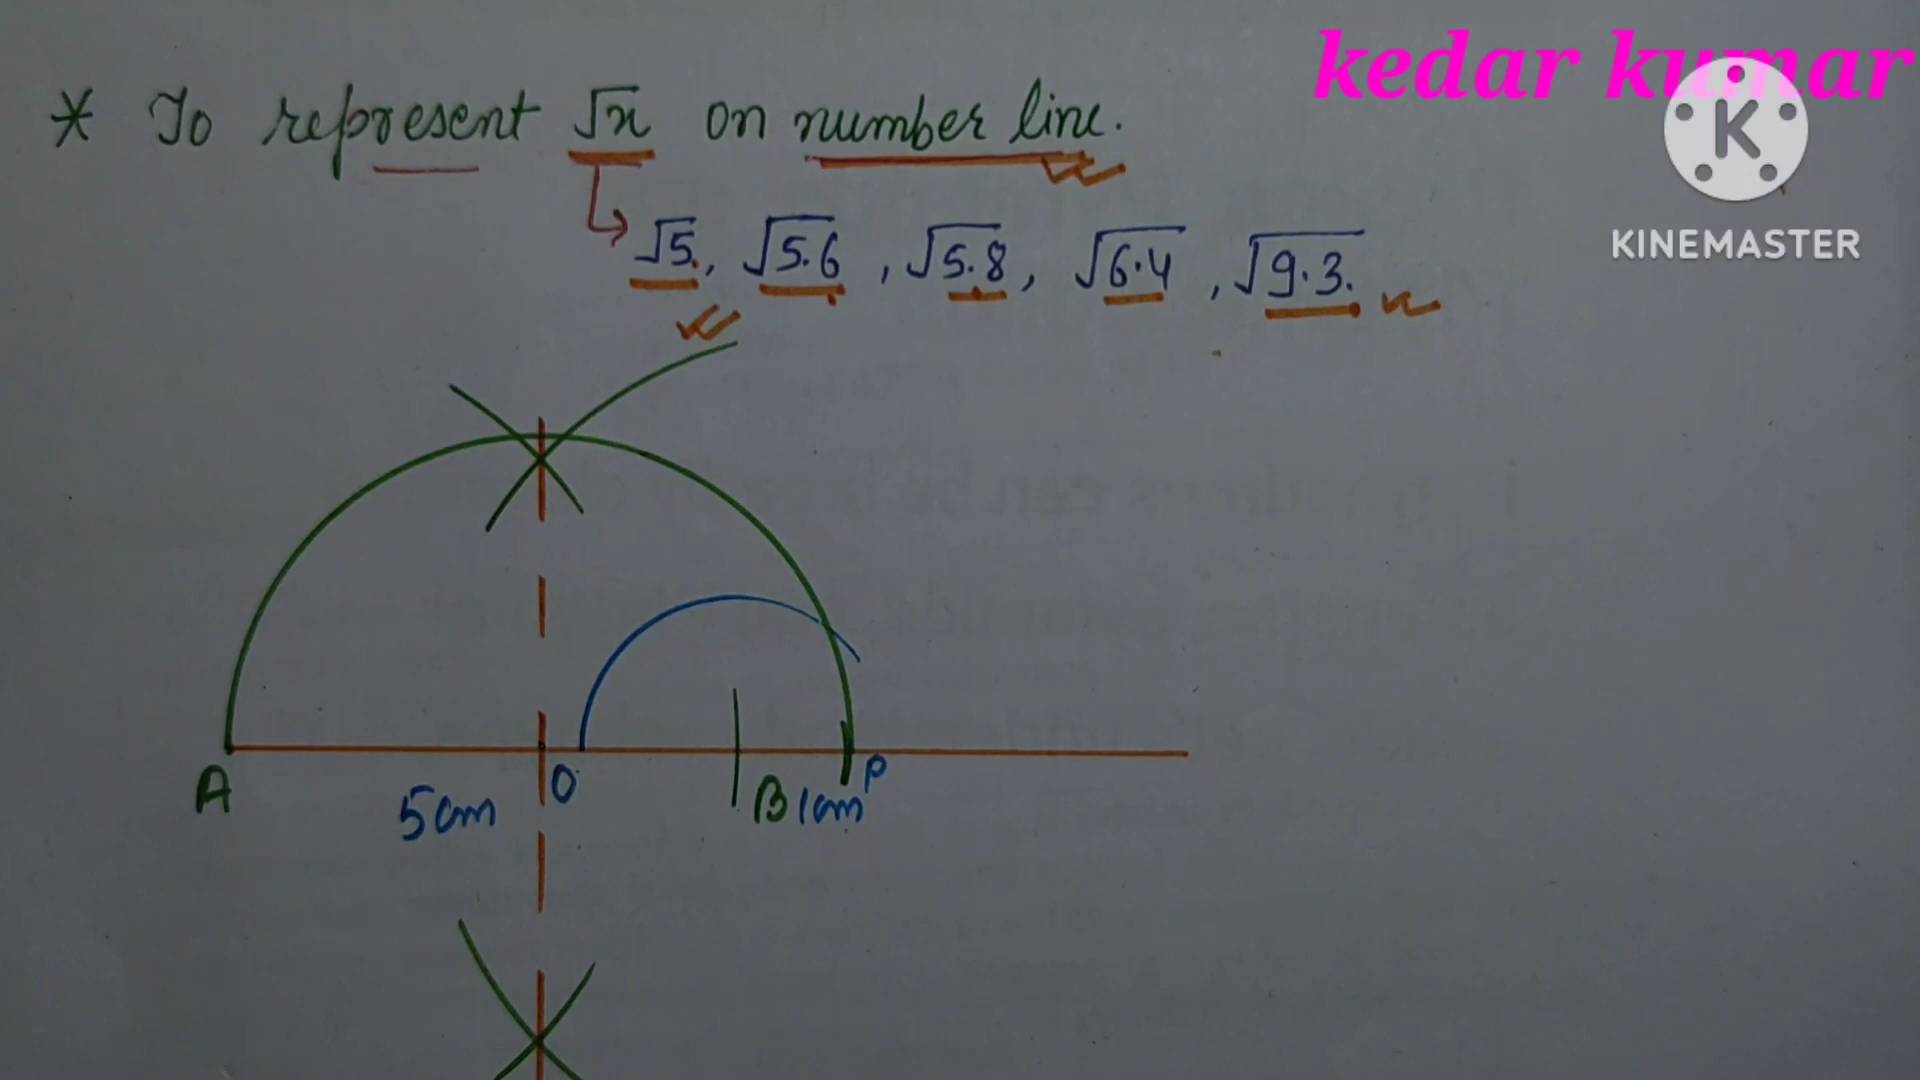 kedar kumar
* To represent √x on number line.
K
KINEMASTER
√5, √5.6, √5.8, √6.4, √9.3.
A 5cm O B 1cm P